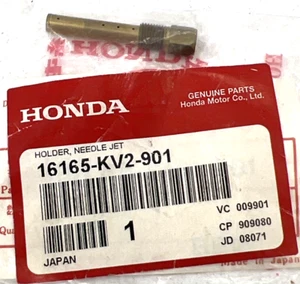 HONDA
GENUINE PARTS
Honda Motor Co., Ltd.
HOLDER, NEEDLE JET
16165-KV2-901
VC 009901
1
CP 909080
JD 08071
JAPAN